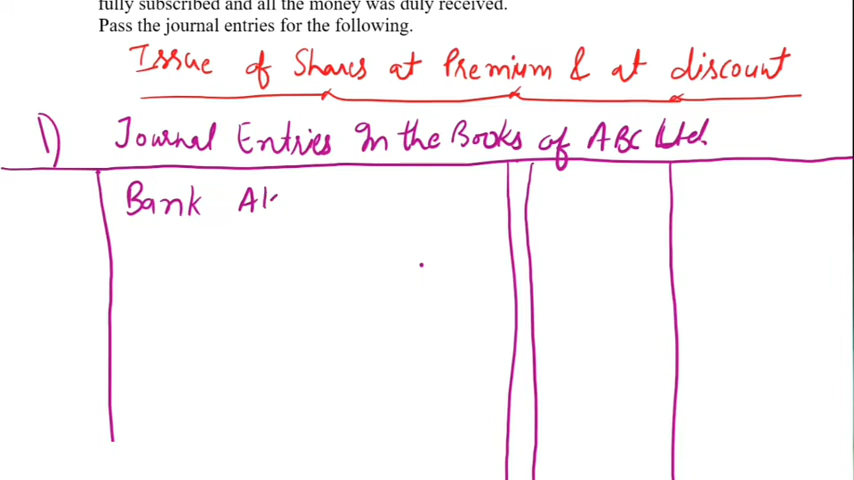 fully subscribed and all the money was duly received.
Pass the journal entries for the following.
Issue of Shares at Premium & at discount
1) Journal Entries In the Books of ABC Ltd.
Bank